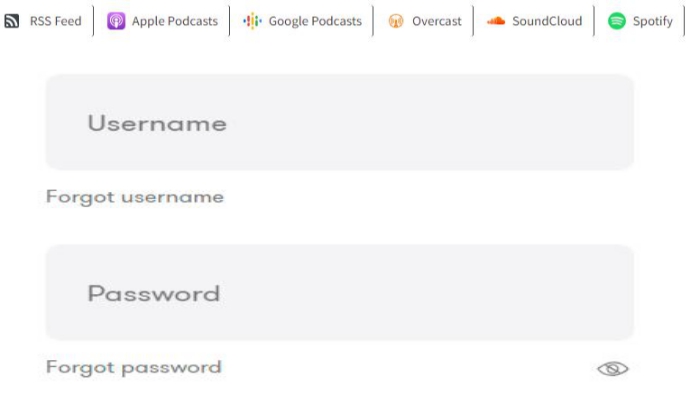 RSS Feed Apple Podcasts Google Podcasts Overcast SoundCloud Spotify
Username
Forgot username
Password
Forgot password